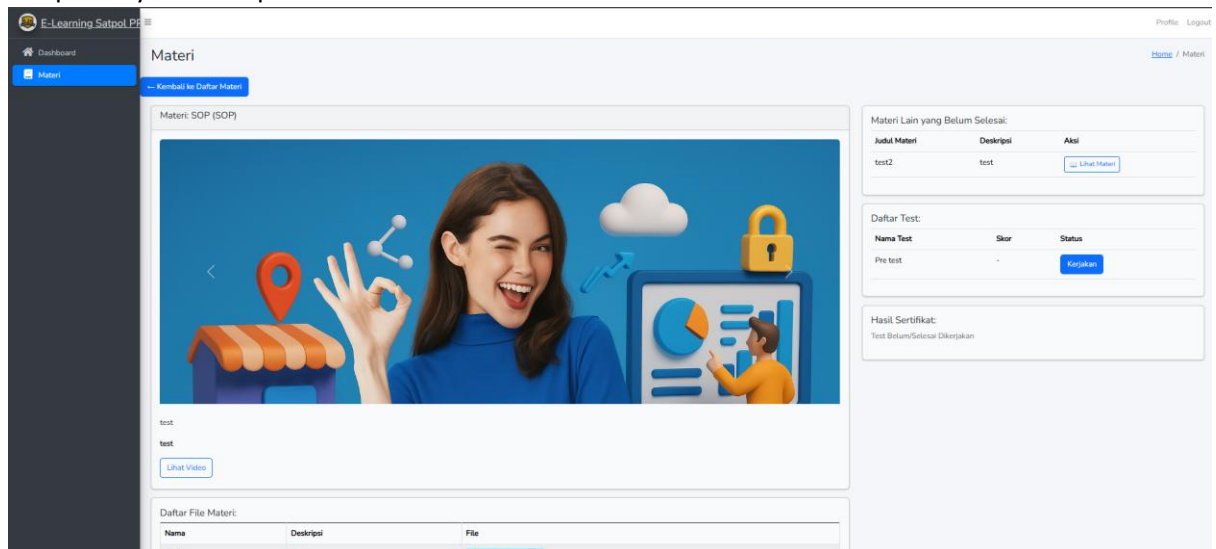 E-Learning Satpol PP
Profile Logout
Dashboard
Materi
Materi
Home / Materi
← Kembali ke Daftar Materi
Materi: SOP (SOP)
test
test
Lihat Video
Daftar File Materi:
Nama Deskripsi File
Materi Lain yang Belum Selesai:
Judul Materi Deskripsi Aksi
test2 test Lihat Materi
Daftar Test:
Nama Test Skor Status
Pre test - Kerjakan
Hasil Sertifikat:
Test Belum/Selesai Dikerjakan